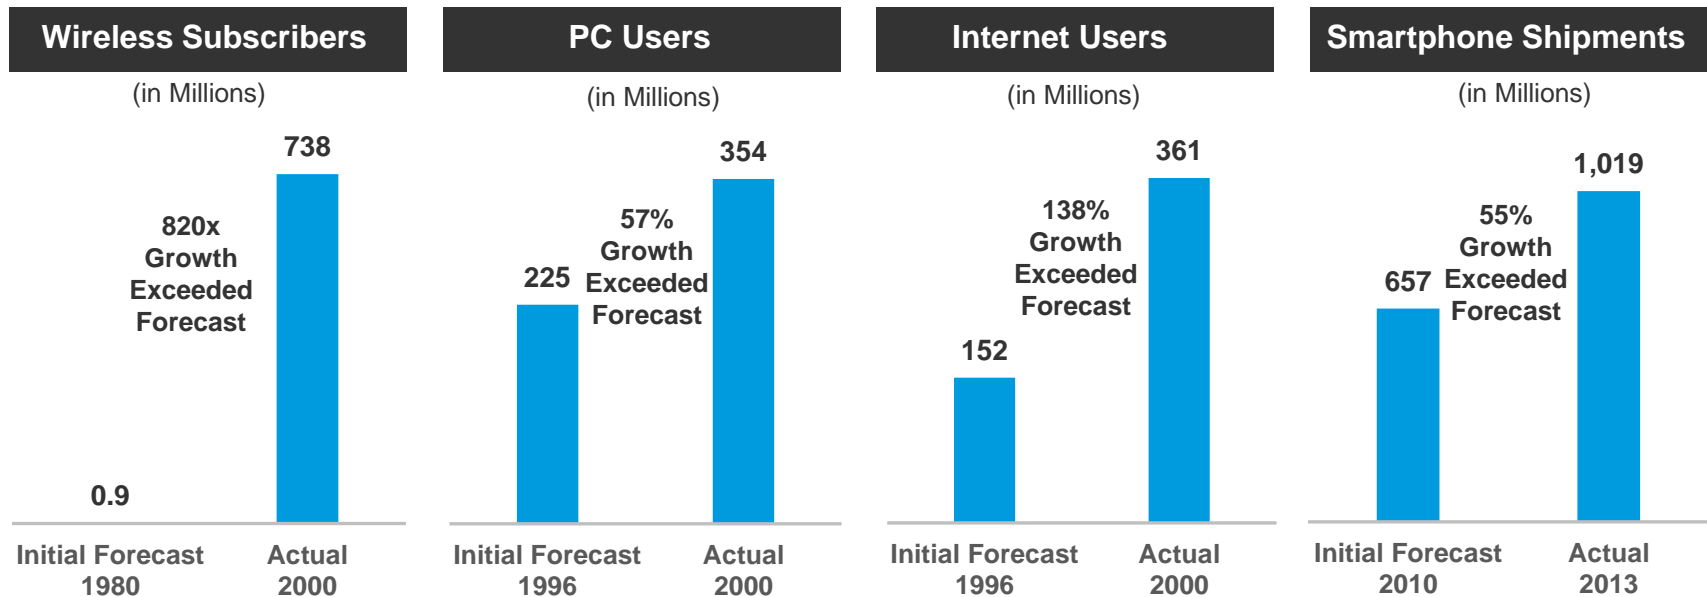 Wireless Subscribers
(in Millions)
738
820x
Growth
Exceeded
Forecast
0.9
Initial Forecast
1980
Actual
2000
PC Users
(in Millions)
354
57%
Growth
Exceeded
Forecast
225
Initial Forecast
1996
Actual
2000
Internet Users
(in Millions)
361
138%
Growth
Exceeded
Forecast
152
Initial Forecast
1996
Actual
2000
Smartphone Shipments
(in Millions)
1,019
55%
Growth
Exceeded
Forecast
657
Initial Forecast
2010
Actual
2013